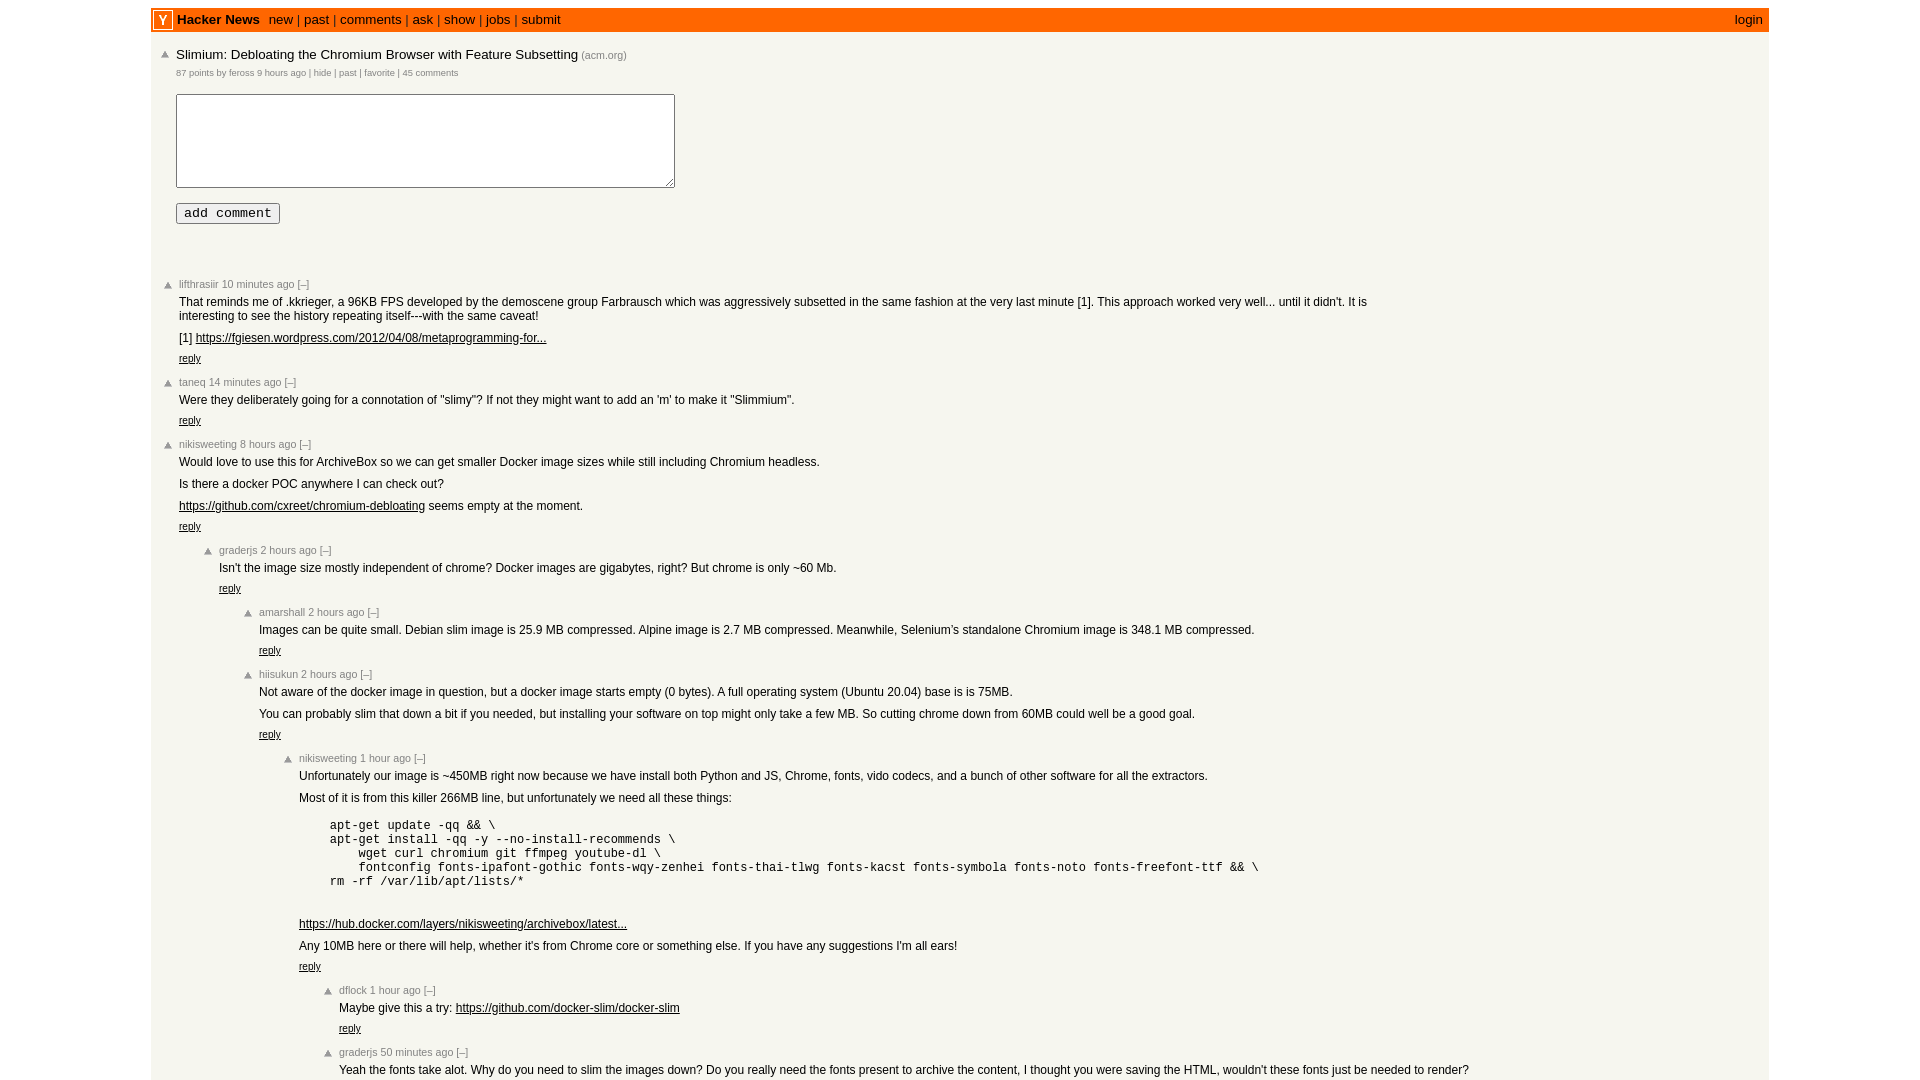 Y Hacker News new | past | comments | ask | show | jobs | submit login
Slimium: Debloating the Chromium Browser with Feature Subsetting (acm.org)
87 points by feross 9 hours ago | hide | past | favorite | 45 comments
add comment
lifthrasiir 10 minutes ago [–]
That reminds me of .kkrieger, a 96KB FPS developed by the demoscene group Farbrausch which was aggressively subsetted in the same fashion at the very last minute [1]. This approach worked very well... until it didn't. It is
interesting to see the history repeating itself---with the same caveat!
[1] https://fgiesen.wordpress.com/2012/04/08/metaprogramming-for...
reply
taneq 14 minutes ago [–]
Were they deliberately going for a connotation of "slimy"? If not they might want to add an 'm' to make it "Slimmium".
reply
nikisweeting 8 hours ago [–]
Would love to use this for ArchiveBox so we can get smaller Docker image sizes while still including Chromium headless.
Is there a docker POC anywhere I can check out?
https://github.com/cxreet/chromium-debloating seems empty at the moment.
reply
graderjs 2 hours ago [–]
Isn't the image size mostly independent of chrome? Docker images are gigabytes, right? But chrome is only ~60 Mb.
reply
amarshall 2 hours ago [–]
Images can be quite small. Debian slim image is 25.9 MB compressed. Alpine image is 2.7 MB compressed. Meanwhile, Selenium's standalone Chromium image is 348.1 MB compressed.
reply
hiisukun 2 hours ago [–]
Not aware of the docker image in question, but a docker image starts empty (0 bytes). A full operating system (Ubuntu 20.04) base is is 75MB.
You can probably slim that down a bit if you needed, but installing your software on top might only take a few MB. So cutting chrome down from 60MB could well be a good goal.
reply
nikisweeting 1 hour ago [–]
Unfortunately our image is ~450MB right now because we have install both Python and JS, Chrome, fonts, vido codecs, and a bunch of other software for all the extractors.
Most of it is from this killer 266MB line, but unfortunately we need all these things:
apt-get update -qq && \
apt-get install -qq -y --no-install-recommends \
wget curl chromium git ffmpeg youtube-dl \
fontconfig fonts-ipafont-gothic fonts-wqy-zenhei fonts-thai-tlwg fonts-kacst fonts-symbola fonts-noto fonts-freefont-ttf && \
rm -rf /var/lib/apt/lists/*
https://hub.docker.com/layers/nikisweeting/archivebox/latest...
Any 10MB here or there will help, whether it's from Chrome core or something else. If you have any suggestions I'm all ears!
reply
dflock 1 hour ago [–]
Maybe give this a try: https://github.com/docker-slim/docker-slim
reply
graderjs 50 minutes ago [–]
Yeah the fonts take alot. Why do you need to slim the images down? Do you really need the fonts present to archive the content, I thought you were saving the HTML, wouldn't these fonts just be needed to render?